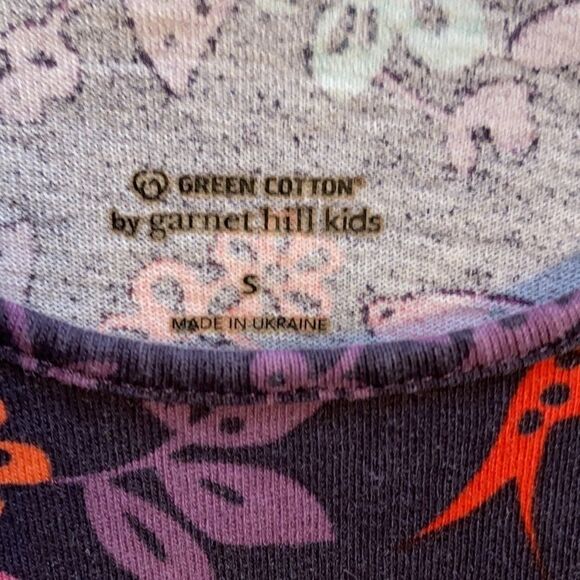 GREEN COTTON®
by garnet hill kids
S
MADE IN UKRAINE